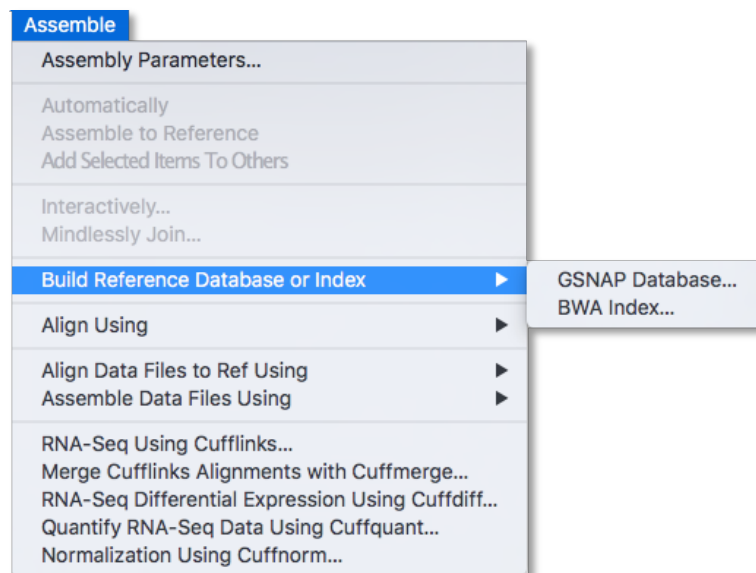 Assemble
Assembly Parameters...
Automatically
Assemble to Reference
Add Selected Items To Others
Interactively...
Mindlessly Join...
Build Reference Database or Index
GSNAP Database...
BWA Index...
Align Using
Align Data Files to Ref Using
Assemble Data Files Using
RNA-Seq Using Cufflinks...
Merge Cufflinks Alignments with Cuffmerge...
RNA-Seq Differential Expression Using Cuffdiff...
Quantify RNA-Seq Data Using Cuffquant...
Normalization Using Cuffnorm...